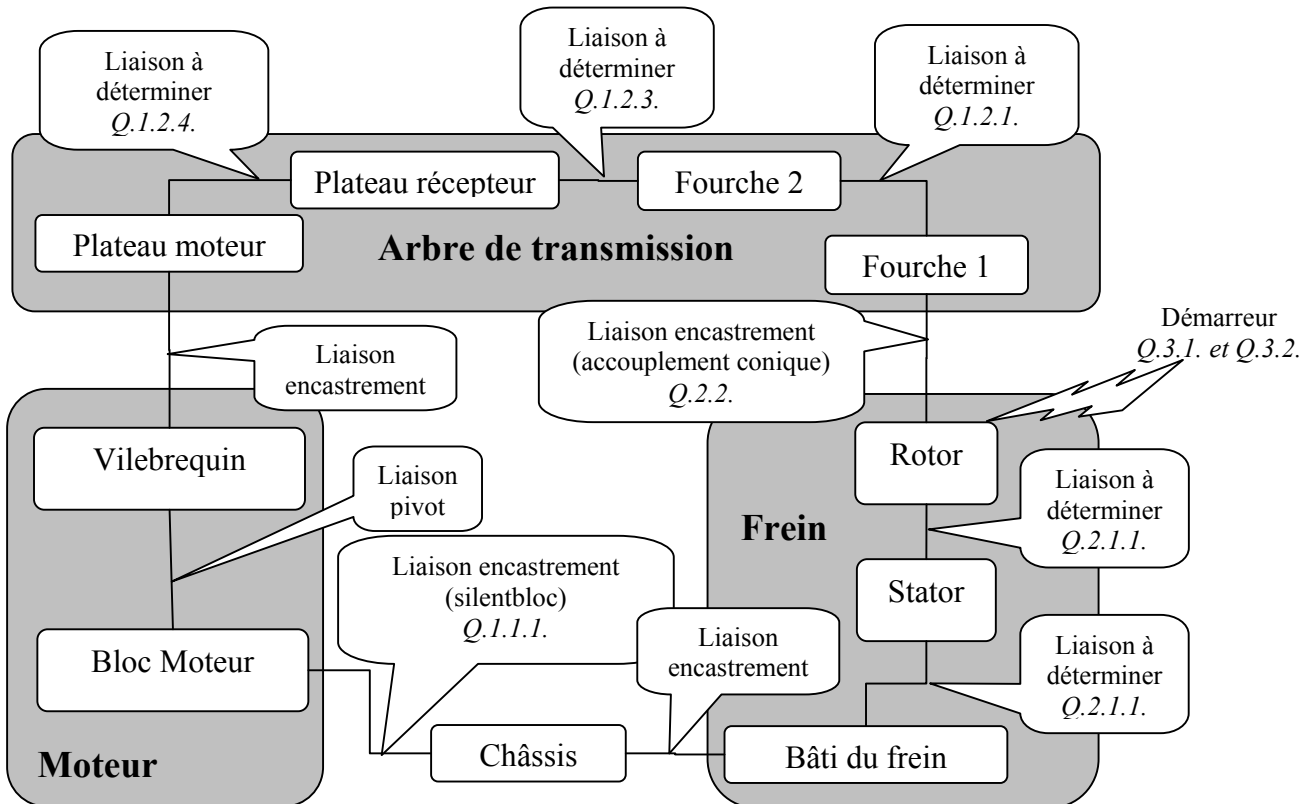 Liaison à
déterminer
Q.1.2.4.
Liaison à
déterminer
Q.1.2.3.
Liaison à
déterminer
Q.1.2.1.
Plateau récepteur
Fourche 2
Plateau moteur
Arbre de transmission
Fourche 1
Liaison
encastrement
Liaison encastrement
(accouplement conique)
Q.2.2.
Démarreur
Q.3.1. et Q.3.2.
Vilebrequin
Liaison
pivot
Rotor
Liaison à
déterminer
Q.2.1.1.
Frein
Liaison encastrement
(silentbloc)
Q.1.1.1.
Stator
Bloc Moteur
Liaison
encastrement
Liaison à
déterminer
Q.2.1.1.
Moteur
Châssis
Bâti du frein